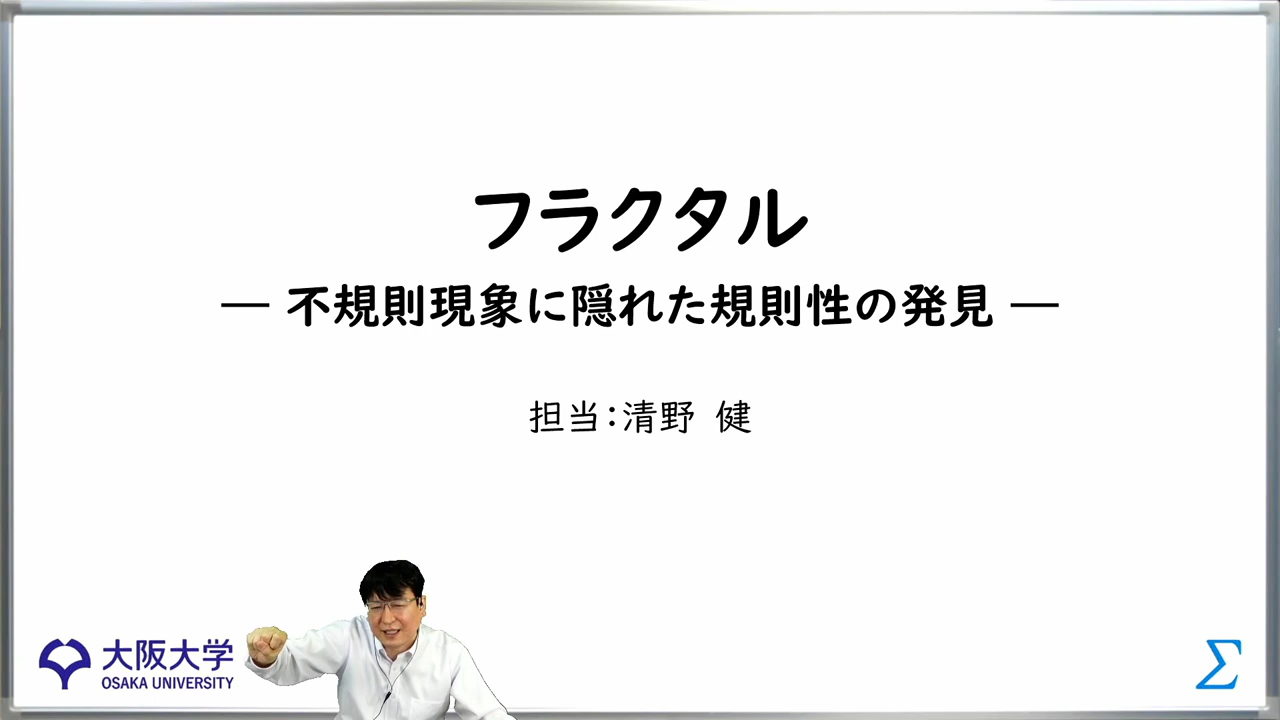 フラクタル
― 不規則現象に隠れた規則性の発見 ―
担当:清野 健
大阪大学
OSAKA UNIVERSITY
Σ